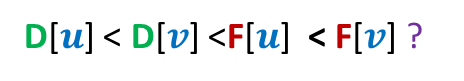 D[u] < D[v] <F[u] < F[v] ?